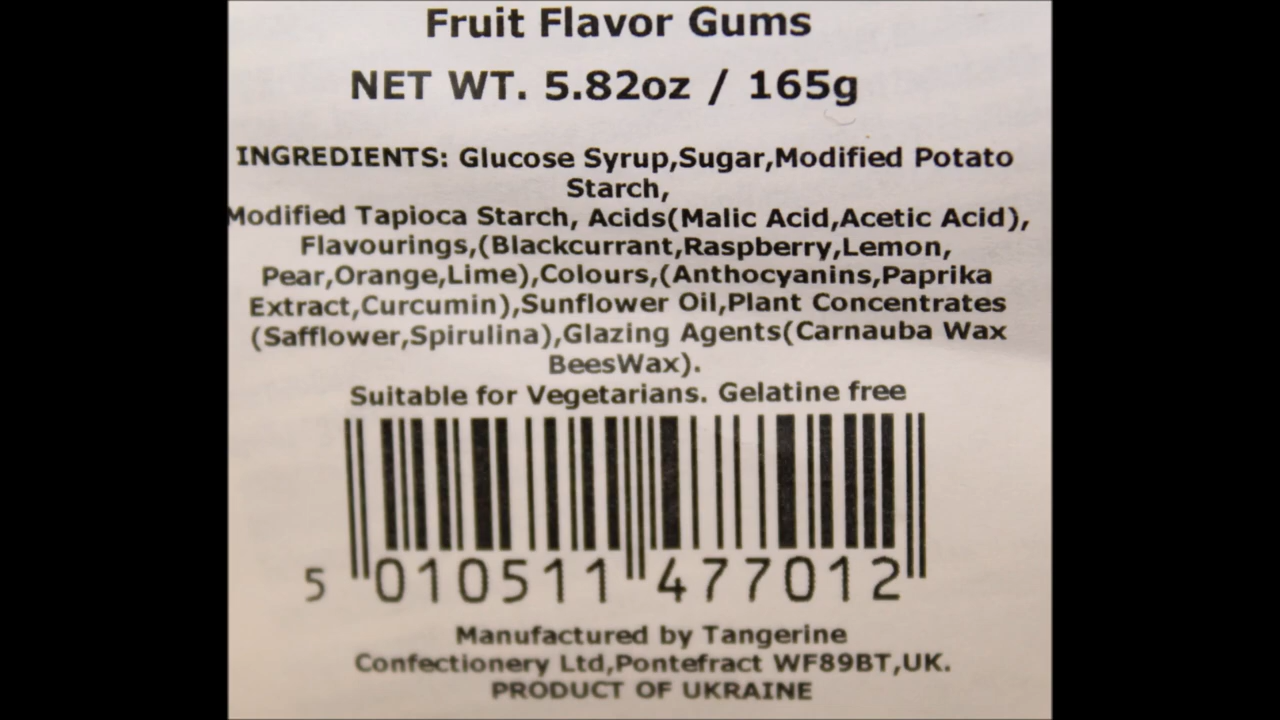 Fruit Flavor Gums
NET WT. 5.82oz / 165g
INGREDIENTS: Glucose Syrup,Sugar,Modified Potato
Starch,
Modified Tapioca Starch, Acids(Malic Acid,Acetic Acid),
Flavourings,(Blackcurrant,Raspberry,Lemon,
Pear,Orange,Lime),Colours,(Anthocyanins,Paprika
Extract,Curcumin),Sunflower Oil,Plant Concentrates
(Safflower,Spirulina),Glazing Agents(Carnauba Wax
BeesWax).
Suitable for Vegetarians. Gelatine free
5 010511 477012
Manufactured by Tangerine
Confectionery Ltd,Pontefract WF89BT,UK.
PRODUCT OF UKRAINE